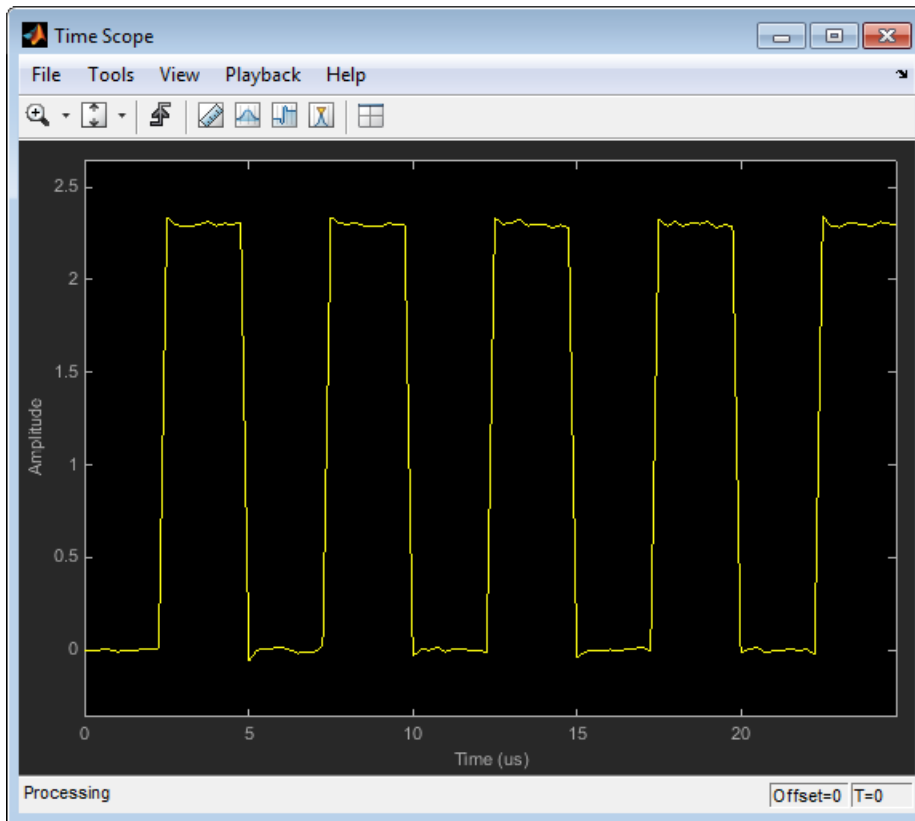 Time Scope
File Tools View Playback Help
2.5
2
1.5
1
0.5
0
Amplitude
0 5 10 15 20
Time (us)
Processing Offset=0 T=0